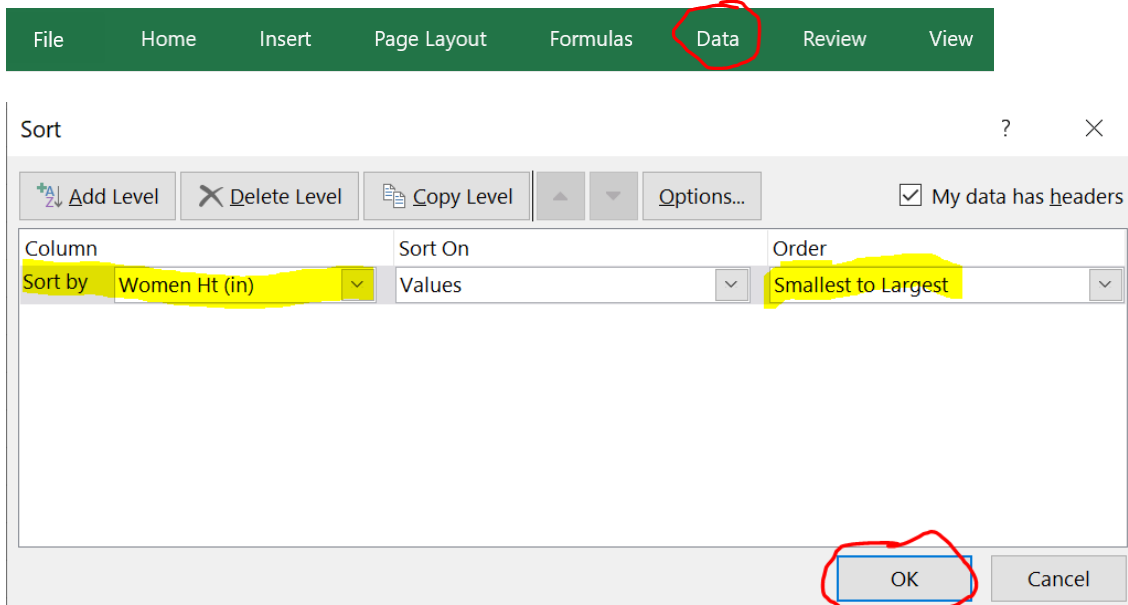 File Home Insert Page Layout Formulas Data Review View
Sort ?
Add Level Delete Level Copy Level Options... My data has headers
Column Sort On Order
Sort by Women Ht (in) Values Smallest to Largest
OK Cancel